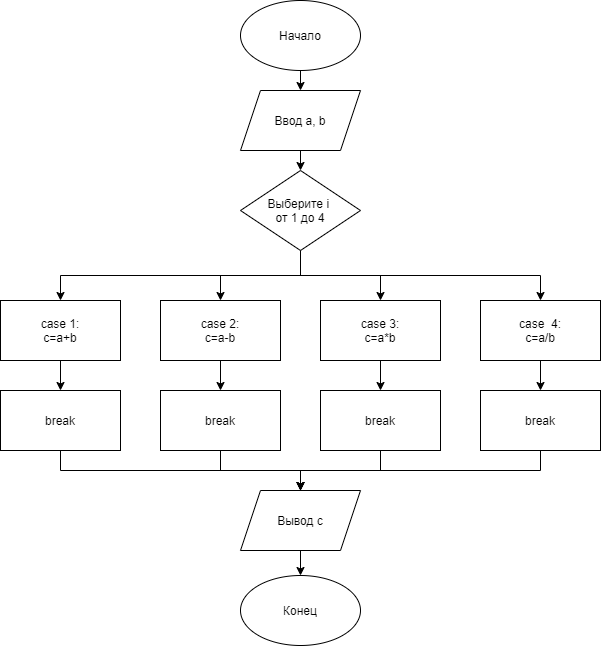 Начало
Ввод a, b
Выберите i
от 1 до 4
case 1:
c=a+b
case 2:
c=a-b
case 3:
c=a*b
case 4:
c=a/b
break
break
break
break
Вывод c
Конец